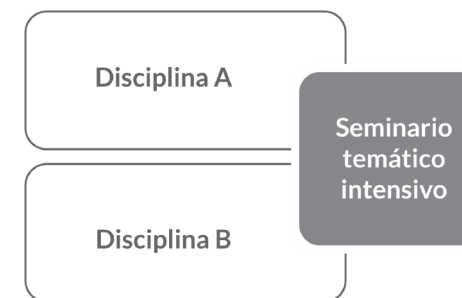 Disciplina A
Seminario
temático
intensivo
Disciplina B